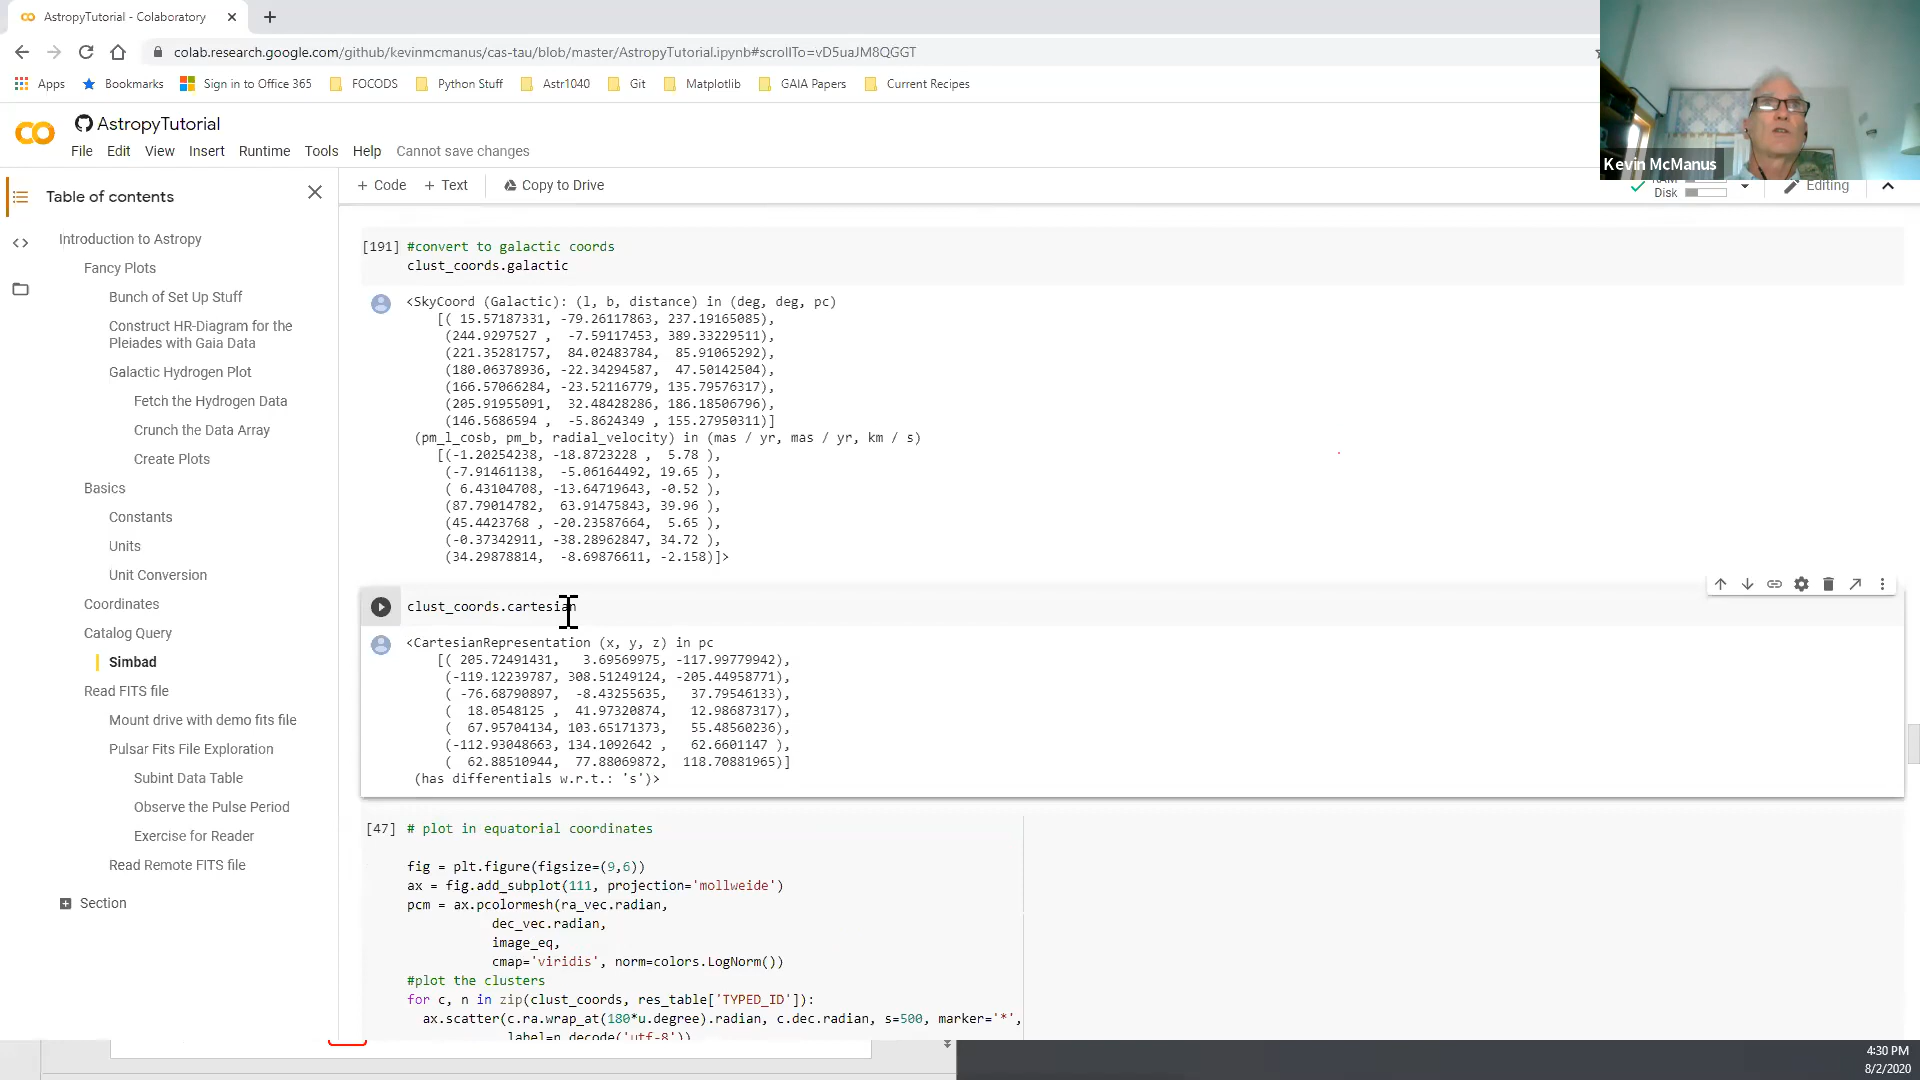 AstropyTutorial - Colaboratory
colab.research.google.com/github/kevinmcmanus/cas-tau/blob/master/AstropyTutorial.ipynb#scrollTo=vD5uaJM8QGGT
Apps Bookmarks Sign in to Office 365 FOCODS Python Stuff Astr1040 Git Matplotlib GAIA Papers Current Recipes
Kevin McManus
AstropyTutorial
File Edit View Insert Runtime Tools Help Cannot save changes
+ Code + Text Copy to Drive
Disk
Editing
Table of contents
Introduction to Astropy
Fancy Plots
Bunch of Set Up Stuff
Construct HR-Diagram for the
Pleiades with Gaia Data
Galactic Hydrogen Plot
Fetch the Hydrogen Data
Crunch the Data Array
Create Plots
Basics
Constants
Units
Unit Conversion
Coordinates
Catalog Query
Simbad
Read FITS file
Mount drive with demo fits file
Pulsar Fits File Exploration
Subint Data Table
Observe the Pulse Period
Exercise for Reader
Read Remote FITS file
Section
[191] #convert to galactic coords
clust_coords.galactic
<SkyCoord (Galactic): (l, b, distance) in (deg, deg, pc)
[( 15.57187331, -79.26117863, 237.19165085),
(244.9297527 , -7.59117453, 389.33229511),
(221.35281757, 84.02483784, 85.91065292),
(180.06378936, -22.34294587, 47.50142504),
(166.57066284, -23.52116779, 135.79576317),
(205.91955091, 32.48428286, 186.18506796),
(146.5686594 , -5.8624349 , 155.27950311)]
(pm_l_cosb, pm_b, radial_velocity) in (mas / yr, mas / yr, km / s)
[(-1.20254238, -18.8723228 , 5.78 ),
(-7.91461138, -5.06164492, 19.65 ),
( 6.43104708, -13.64719643, -0.52 ),
(87.79014782, 63.91475843, 39.96 ),
(45.4423768 , -20.23587664, 5.65 ),
(-0.37342911, -38.28962847, 34.72 ),
(34.29878814, -8.69876611, -2.158)]>
clust_coords.cartesian
<CartesianRepresentation (x, y, z) in pc
[( 205.72491431, 3.69569975, -117.99779942),
(-119.12239787, 308.51249124, -205.44958771),
( -76.68790897, -8.43255635, 37.79546133),
( 18.0548125 , 41.97320874, 12.98687317),
( 67.95704134, 103.65171373, 55.48560236),
(-112.93048663, 134.1092642 , 62.6601147 ),
( 62.88510944, 77.88069872, 118.70881965)]
(has differentials w.r.t.: 's')>
[47] # plot in equatorial coordinates
fig = plt.figure(figsize=(9,6))
ax = fig.add_subplot(111, projection='mollweide')
pcm = ax.pcolormesh(ra_vec.radian,
dec_vec.radian,
image_eq,
cmap='viridis', norm=colors.LogNorm())
#plot the clusters
for c, n in zip(clust_coords, res_table['TYPED_ID']):
ax.scatter(c.ra.wrap_at(180*u.degree).radian, c.dec.radian, s=500, marker='*',
label=n.decode('utf-8'))
4:30 PM
8/2/2020